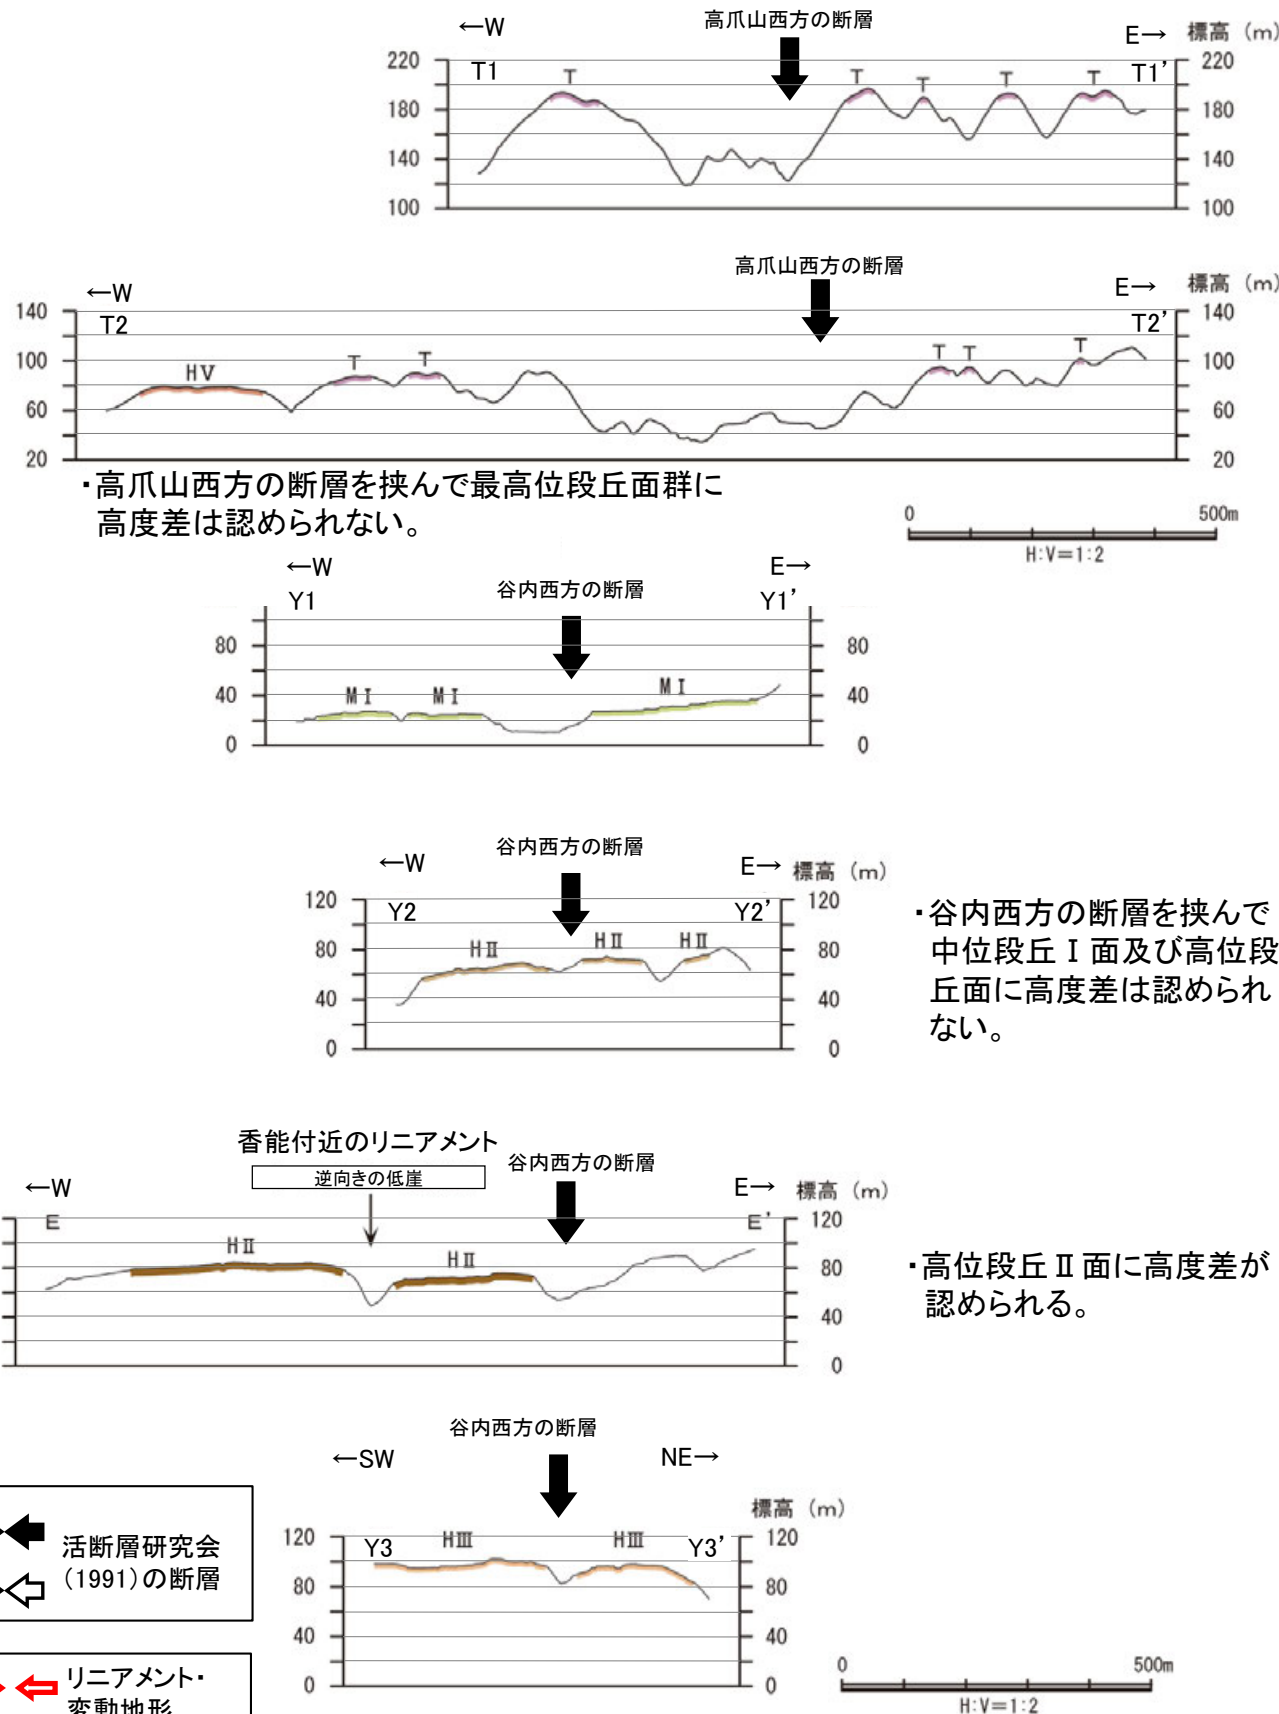 高爪山西方の断層
←W
E→ 標高 (m)
T1
T
T
T
T
T
T1'
220
180
140
100
220
180
140
100
高爪山西方の断層
←W
E→ 標高 (m)
T2
T2'
HⅤ
T
T
T
T
T
140
100
60
20
140
100
60
20
・高爪山西方の断層を挟んで最高位段丘面群に
高度差は認められない。
0
500m
H:V=1:2
←W
谷内西方の断層
E→
Y1
Y1'
80
40
0
MⅠ
MⅠ
MⅠ
80
40
0
谷内西方の断層
←W
E→ 標高 (m)
Y2
Y2'
120
80
40
0
HⅡ
HⅡ
HⅡ
120
80
40
0
・谷内西方の断層を挟んで
中位段丘Ⅰ面及び高位段
丘面に高度差は認められ
ない。
香能付近のリニアメント
逆向きの低崖
谷内西方の断層
←W
E→ 標高 (m)
E
E'
HⅡ
HⅡ
120
80
40
0
・高位段丘Ⅱ面に高度差が
認められる。
谷内西方の断層
←SW
NE→
標高 (m)
Y3
HⅢ
HⅢ
Y3'
120
80
40
0
120
80
40
0
活断層研究会
(1991)の断層
リニアメント・
変動地形
0
500m
H:V=1:2